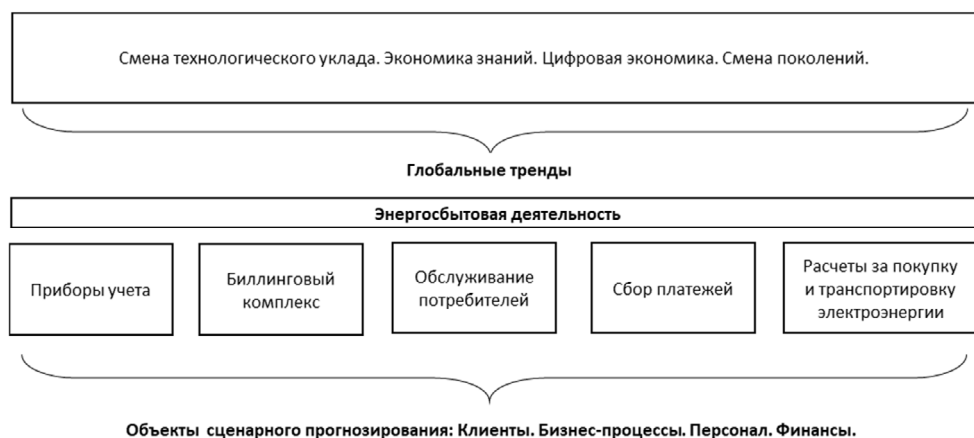 Смена технологического уклада. Экономика знаний. Цифровая экономика. Смена поколений.
Глобальные тренды
Энергосбытовая деятельность
Приборы учета
Биллинговый
комплекс
Обслуживание
потребителей
Сбор платежей
Расчеты за покупку
и транспортировку
электроэнергии
Объекты сценарного прогнозирования: Клиенты. Бизнес-процессы. Персонал. Финансы.